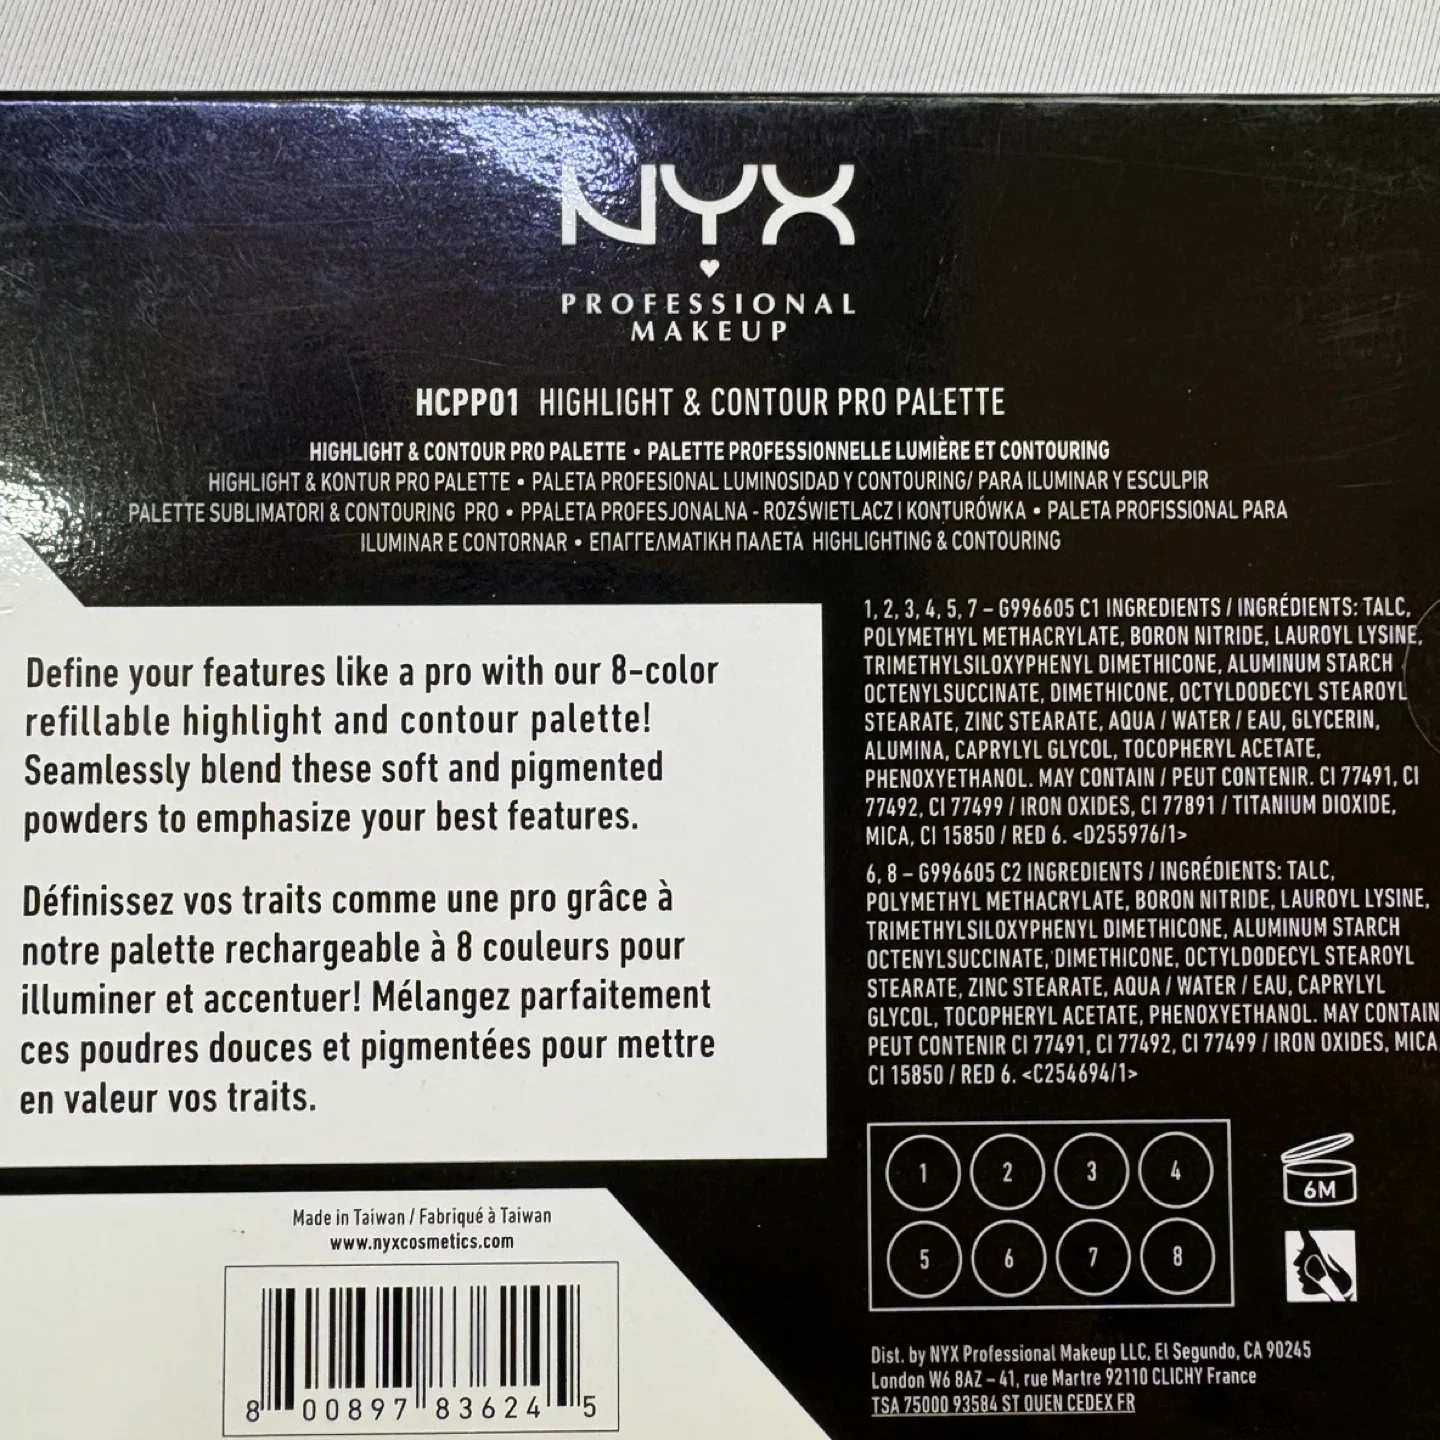 NYX
PROFESSIONAL
MAKEUP
HCPP01 HIGHLIGHT & CONTOUR PRO PALETTE
HIGHLIGHT & CONTOUR PRO PALETTE • PALETTE PROFESSIONNELLE LUMIÈRE ET CONTOURING
HIGHLIGHT & KONTUR PRO PALETTE • PALETA PROFESIONAL LUMINOSIDAD Y CONTOURING/ PARA ILUMINAR Y ESCULPIR
PALETTE SUBLIMATORI & CONTOURING PRO • PPALETA PROFESJONALNA - ROZŚWIETLACZ I KONTURÓWKA • PALETA PROFISSIONAL PARA
ILUMINAR E CONTORNAR • ΕΠΑΓΓΕΛΜΑΤΙΚΗ ΠΑΛΕΤΑ HIGHLIGHTING & CONTOURING
Define your features like a pro with our 8-color
refillable highlight and contour palette!
Seamlessly blend these soft and pigmented
powders to emphasize your best features.
Définissez vos traits comme une pro grâce à
notre palette rechargeable à 8 couleurs pour
illuminer et accentuer! Mélangez parfaitement
ces poudres douces et pigmentées pour mettre
en valeur vos traits.
1, 2, 3, 4, 5, 7 – G996605 C1 INGREDIENTS / INGRÉDIENTS: TALC,
POLYMETHYL METHACRYLATE, BORON NITRIDE, LAUROYL LYSINE,
TRIMETHYLSILOXYPHENYL DIMETHICONE, ALUMINUM STARCH
OCTENYLSUCCINATE, DIMETHICONE, OCTYLDODECYL STEAROYL
STEARATE, ZINC STEARATE, AQUA / WATER / EAU, GLYCERIN,
ALUMINA, CAPRYLYL GLYCOL, TOCOPHERYL ACETATE,
PHENOXYETHANOL. MAY CONTAIN / PEUT CONTENIR. CI 77491, CI
77492, CI 77499 / IRON OXIDES, CI 77891 / TITANIUM DIOXIDE,
MICA, CI 15850 / RED 6. <D255976/1>
6, 8 – G996605 C2 INGREDIENTS / INGRÉDIENTS: TALC,
POLYMETHYL METHACRYLATE, BORON NITRIDE, LAUROYL LYSINE,
TRIMETHYLSILOXYPHENYL DIMETHICONE, ALUMINUM STARCH
OCTENYLSUCCINATE, DIMETHICONE, OCTYLDODECYL STEAROYL
STEARATE, ZINC STEARATE, AQUA / WATER / EAU, CAPRYLYL
GLYCOL, TOCOPHERYL ACETATE, PHENOXYETHANOL. MAY CONTAIN
PEUT CONTENIR CI 77491, CI 77492, CI 77499 / IRON OXIDES, MICA
CI 15850 / RED 6. <C254694/1>
1 2 3 4
5 6 7 8
6M
Made in Taiwan / Fabriqué à Taiwan
www.nyxcosmetics.com
8 00897 83624 5
Dist. by NYX Professional Makeup LLC, El Segundo, CA 90245
London W6 8AZ – 41, rue Martre 92110 CLICHY France
TSA 75000 93584 ST OUEN CEDEX FR